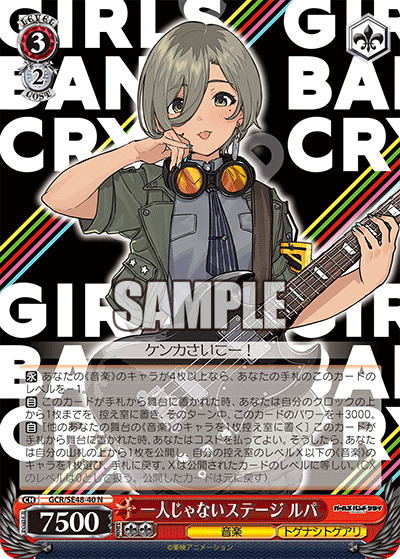 LEVEL
3
2
COST
GIRLS
BAND
CRY
GIRLS
BAN
CRY
SAMPLE
ケンカさいこー!
永 あなたの《音楽》のキャラが4枚以上なら、あなたの手札のこのカードのレベルを-1。
自 このカードが手札から舞台に置かれた時、あなたは自分のクロックの上から1枚までを、控え室に置き、そのターン中、このカードのパワーを+3000。
自 [他のあなたの舞台の《音楽》のキャラを1枚控え室に置く] このカードが手札から舞台に置かれた時、あなたはコストを払ってよい。そうしたら、あなたは自分の山札の上から1枚を公開し、自分の控え室のレベルX以下の《音楽》のキャラを1枚選び、手札に戻す。Xは公開されたカードのレベルに等しい。(CXのレベルは0として扱う。公開したカードは元に戻す)
CH
GCR/SE48-40 N
7500
一人じゃないステージ ルパ
ガールズ バンド クライ
音楽
トゲナシトゲアリ
©東映アニメーション